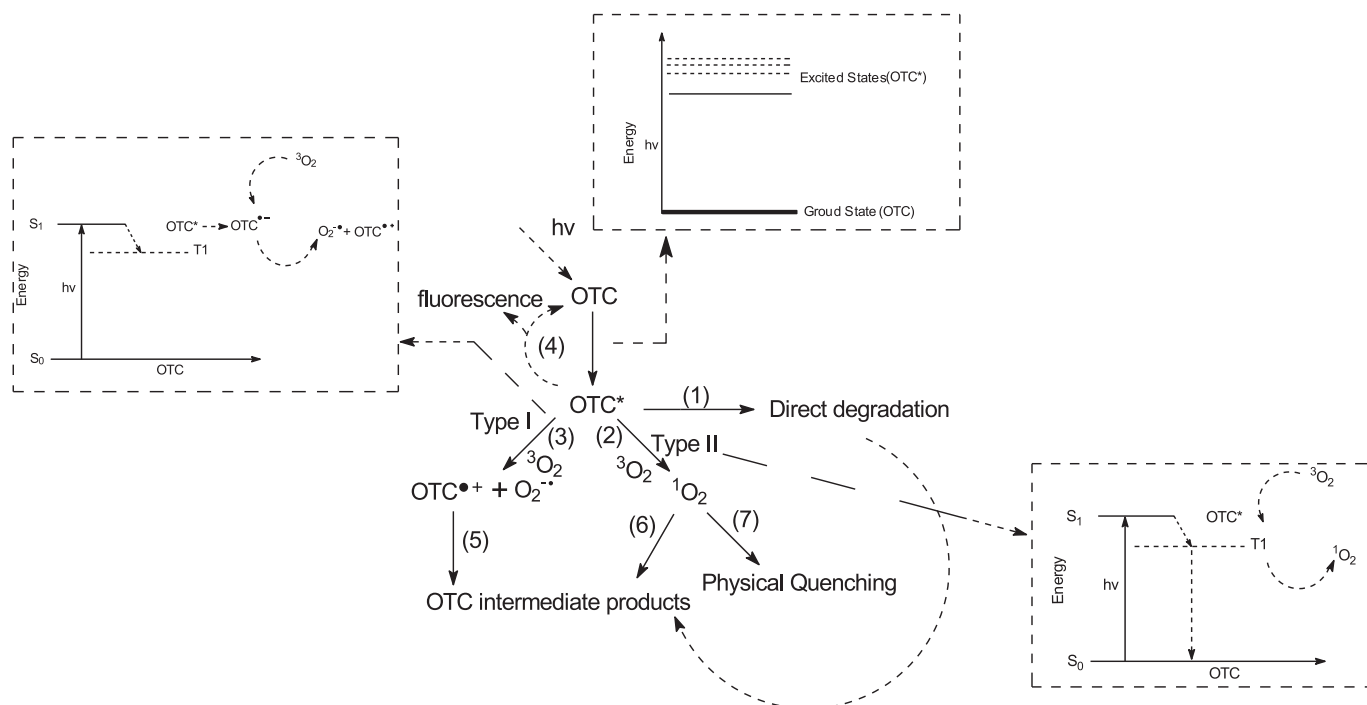 Energy
hv
Excited States(OTC*)
Groud State (OTC)
³O₂
S₁
OTC*
OTC•−
O₂⁻• + OTC•⁺
T1
Energy
hv
S₀
OTC
hv
fluorescence
OTC
(4)
OTC*
(1)
Direct degradation
Type I
(3)
(2)
Type II
³O₂
³O₂
OTC•+ + O₂⁻•
¹O₂
(5)
(6)
(7)
Physical Quenching
OTC intermediate products
³O₂
S₁
OTC*
T1
¹O₂
Energy
hv
S₀
OTC